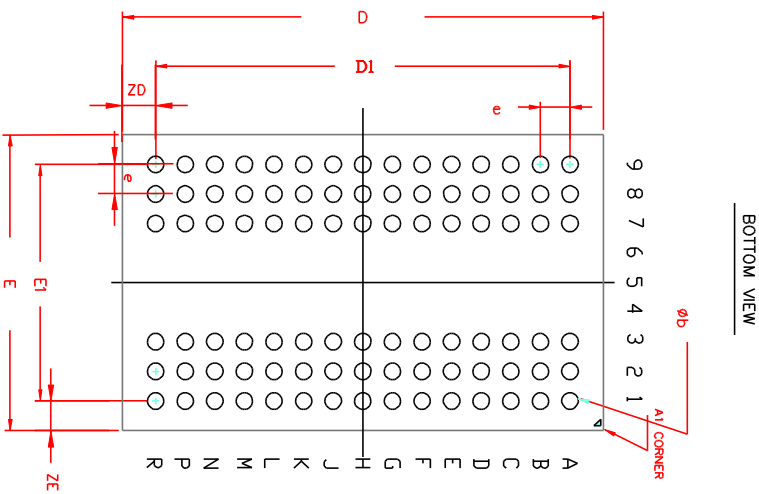 D
D1
ZD
e
e
E
E1
ZE
9
8
7
6
5
4
3
2
1
BOTTOM VIEW
Øb
A1 CORNER
R P N M L K J H G F E D C B A